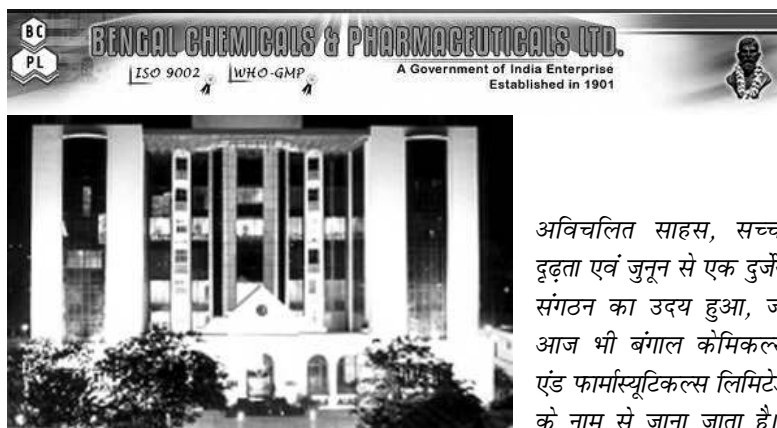 BC
PL
BENGAL CHEMICALS & PHARMACEUTICALS LTD.
ISO 9002 WHO-GMP
A Government of India Enterprise
Established in 1901
अविचलित साहस, सच्च
दृढ़ता एवं जुनून से एक
संगठन का उदय हुआ, ज
आज भी बंगाल केमिकल्स
एंड फार्मास्यूटिकल्स लिमिटेड
के नाम से जाना जाता है।